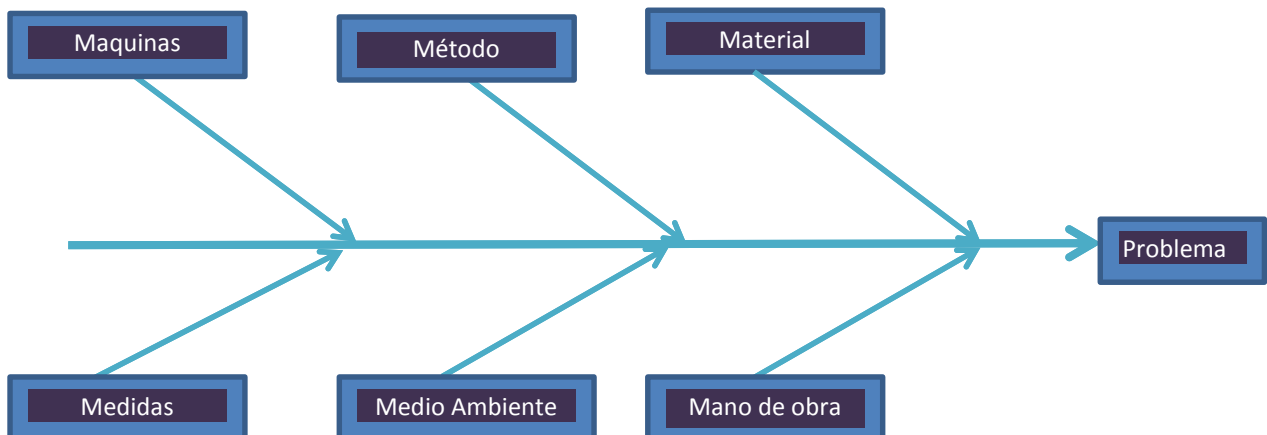 Maquinas
Método
Material
Problema
Medidas
Medio Ambiente
Mano de obra